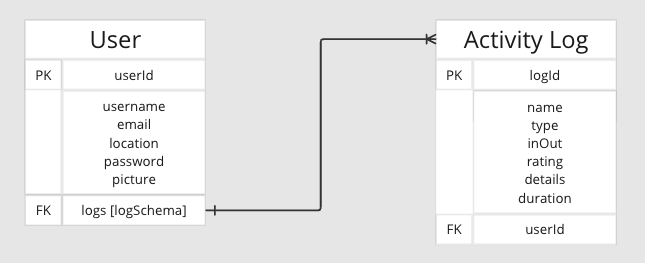 User
PK userId
username
email
location
password
picture
FK logs [logSchema]
Activity Log
PK logId
name
type
inOut
rating
details
duration
FK userId